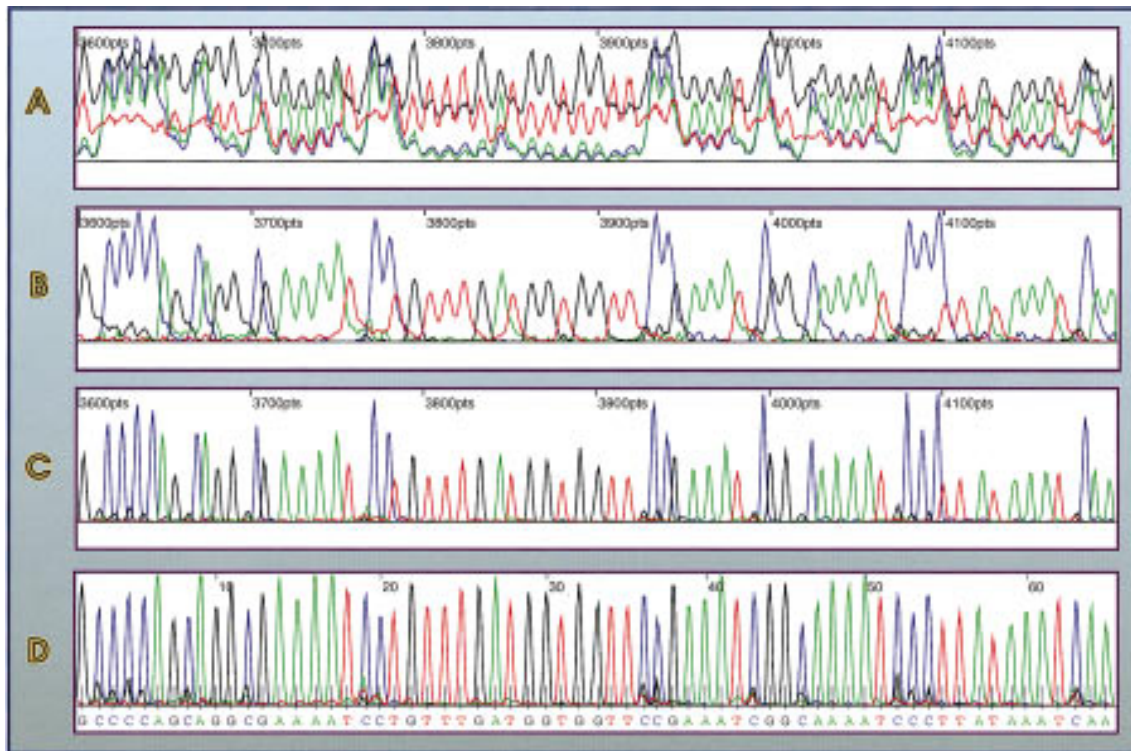 3600pts 3700pts 3800pts 3900pts 4000pts 4100pts
A
3600pts 3700pts 3800pts 3900pts 4000pts 4100pts
B
3600pts 3700pts 3800pts 3900pts 4000pts 4100pts
C
10 20 30 40 50 60
D
GCCCCAGCAGGCGAAAATCCTGTTTGATGGTGGTTCCGAAATCGGCAAAATCCCTTATAAATCAA